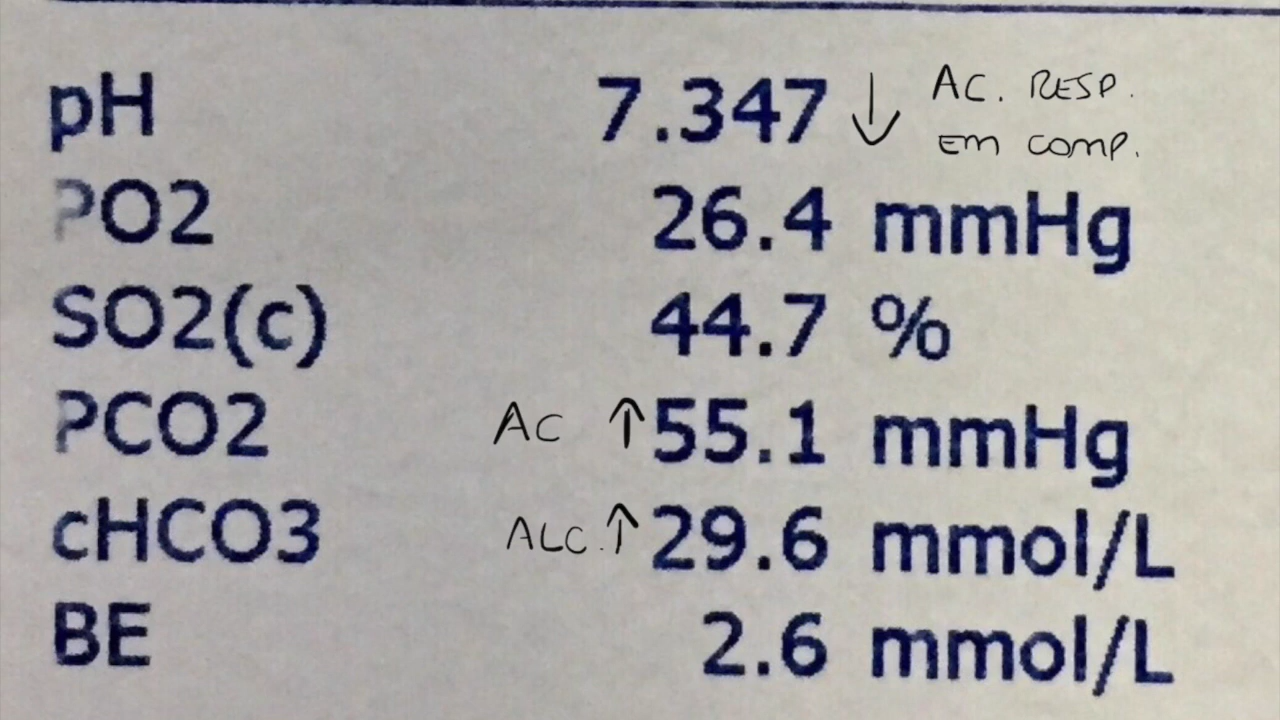 pH 7.347 ↓ AC. RESP.
EM COMP.
PO2 26.4 mmHg
SO2(c) 44.7 %
PCO2 AC ↑ 55.1 mmHg
cHCO3 ALC. ↑ 29.6 mmol/L
BE 2.6 mmol/L